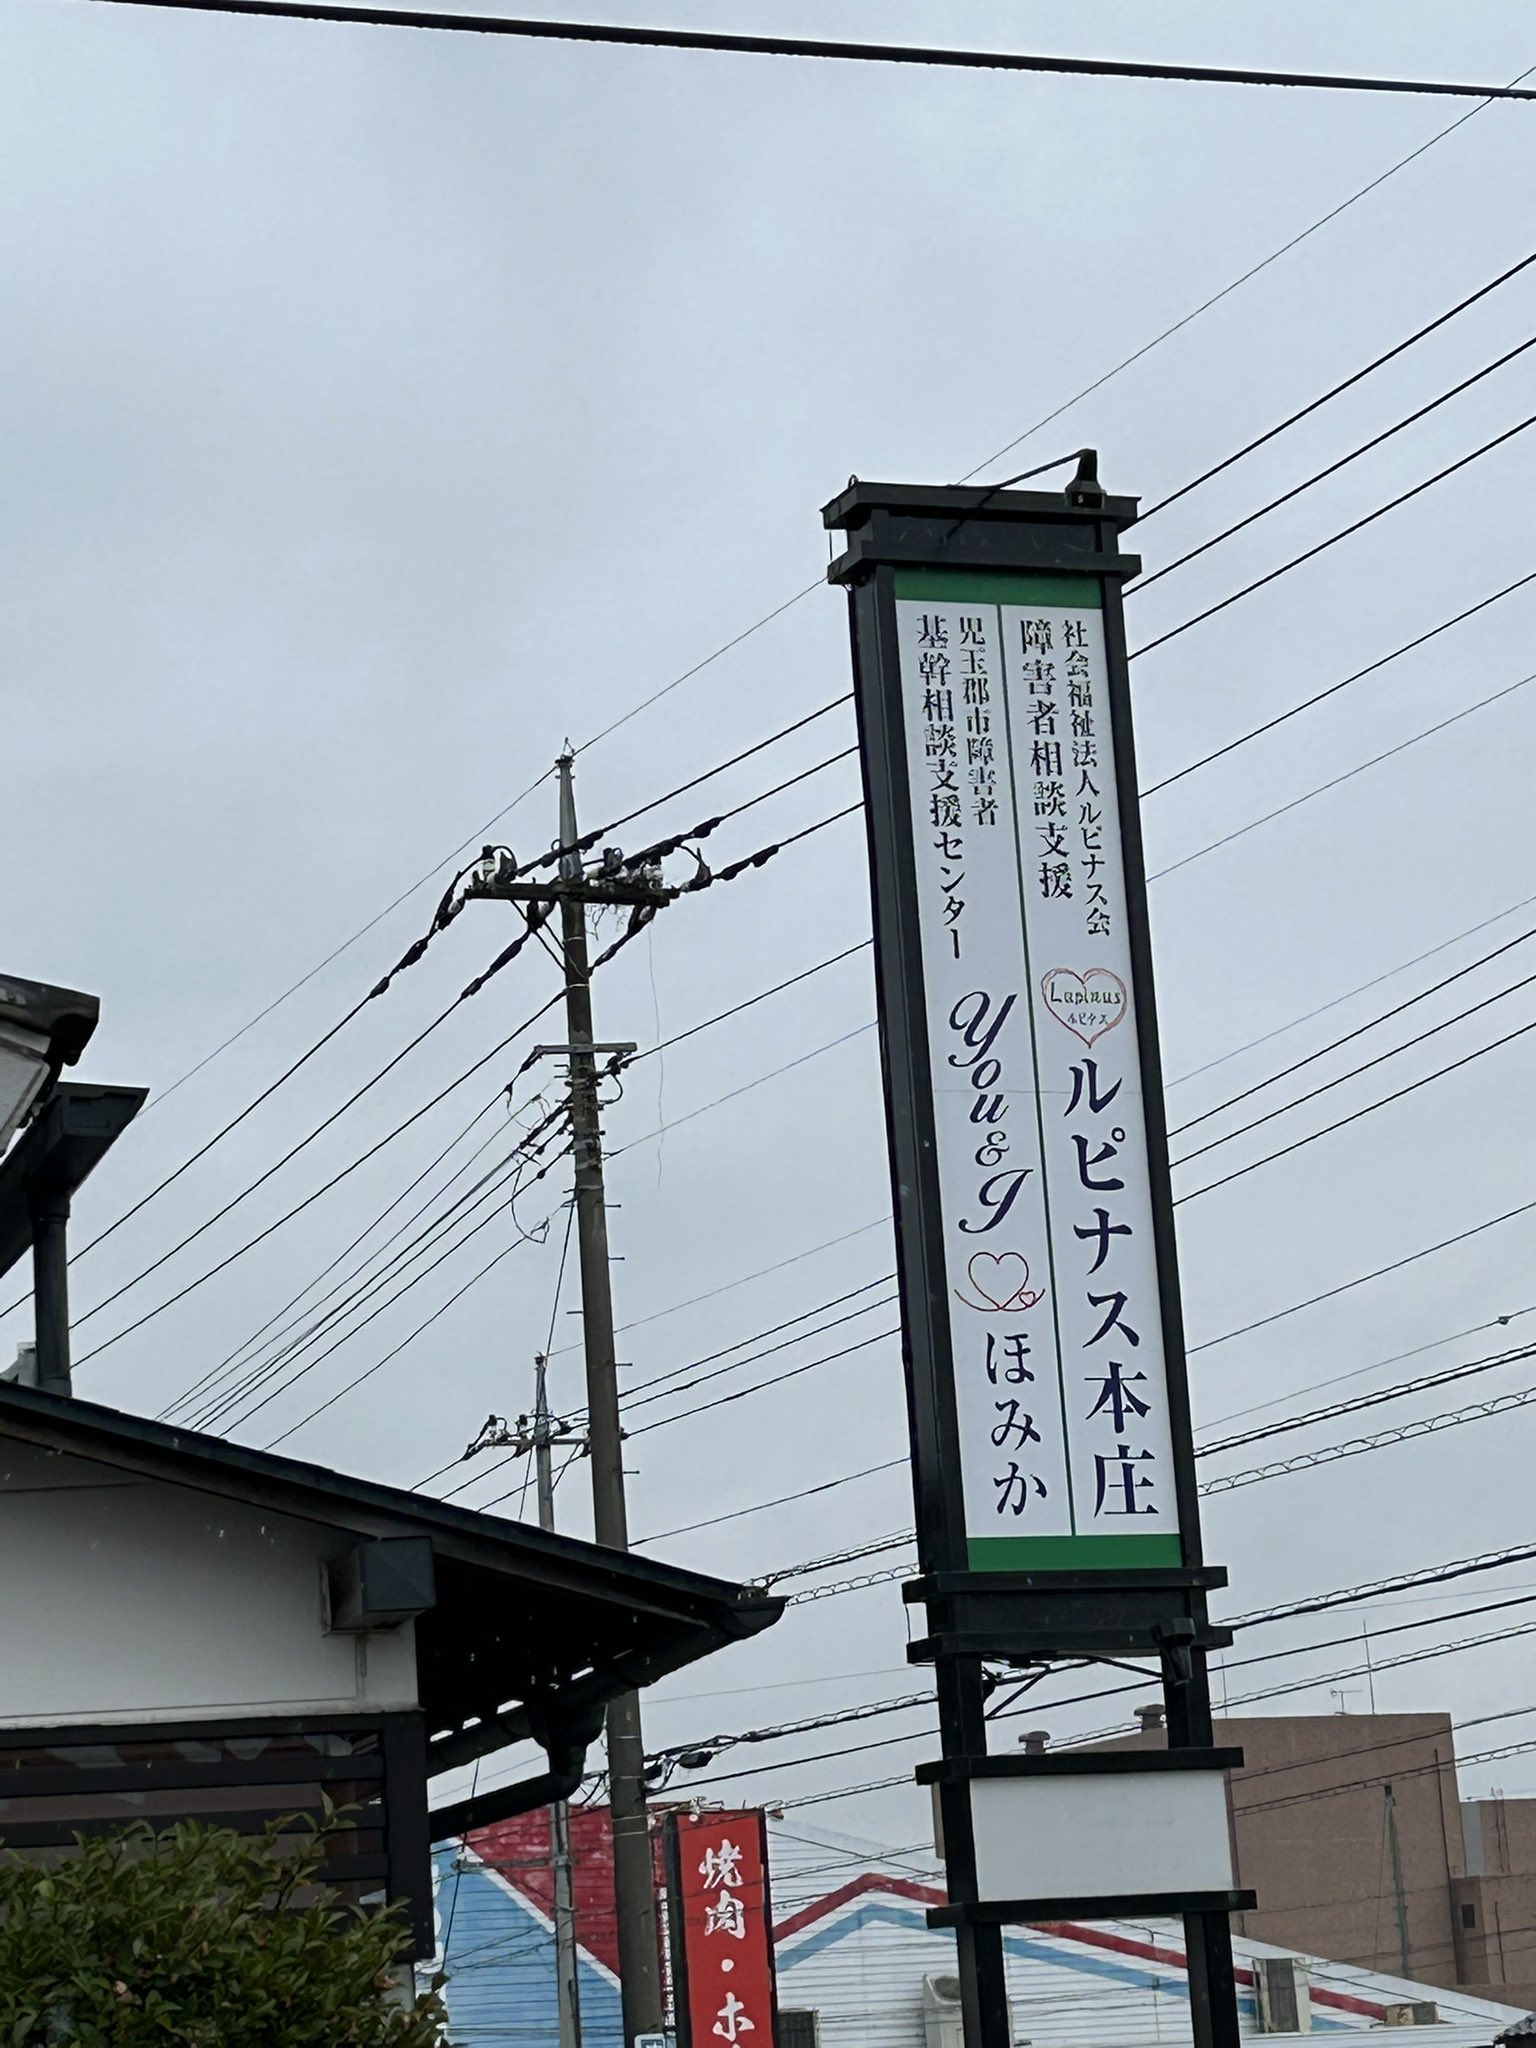 社会福祉法人ルピナス会
障害者相談支援
Lupinus
ルピナス
ルピナス本庄
児玉郡市障害者
基幹相談支援センター
You & I
ほみか
焼肉・ホ